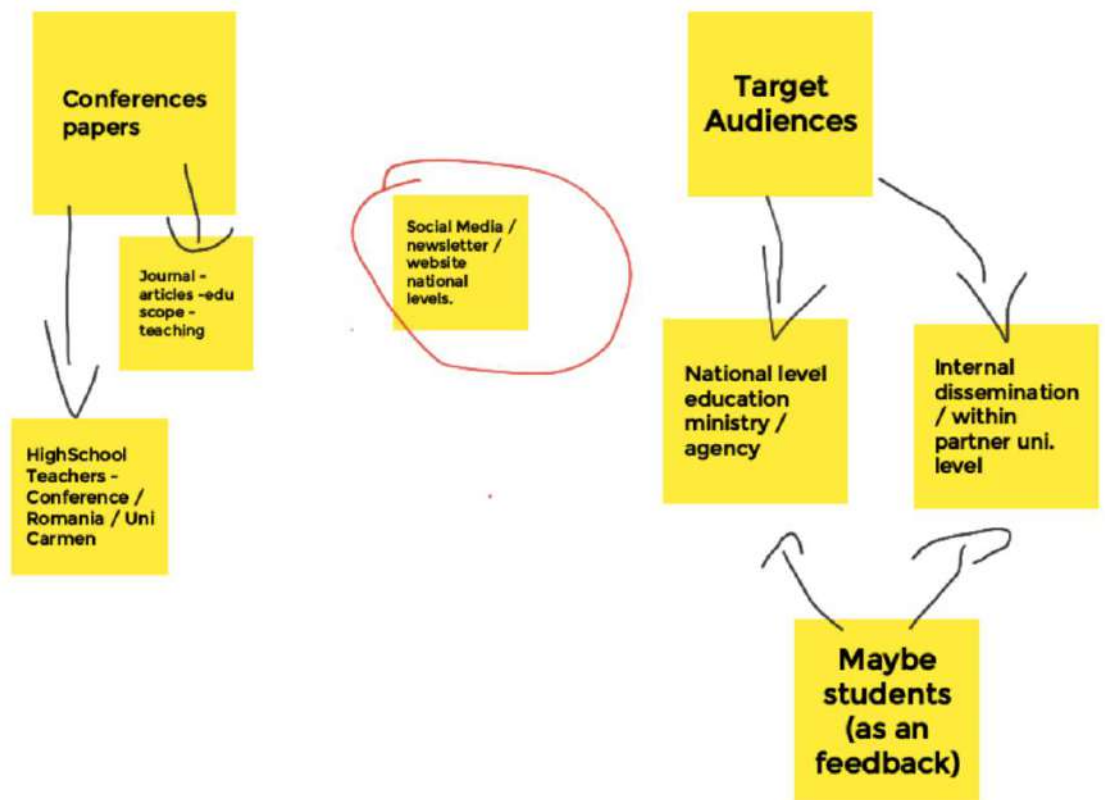 Conferences
papers
Journal -
articles -edu
scope -
teaching
HighSchool
Teachers -
Conference /
Romania / Uni
Carmen
Social Media /
newsletter /
website
national
levels.
Target
Audiences
National level
education
ministry /
agency
Internal
dissemination
/ within
partner uni.
level
Maybe
students
(as an
feedback)